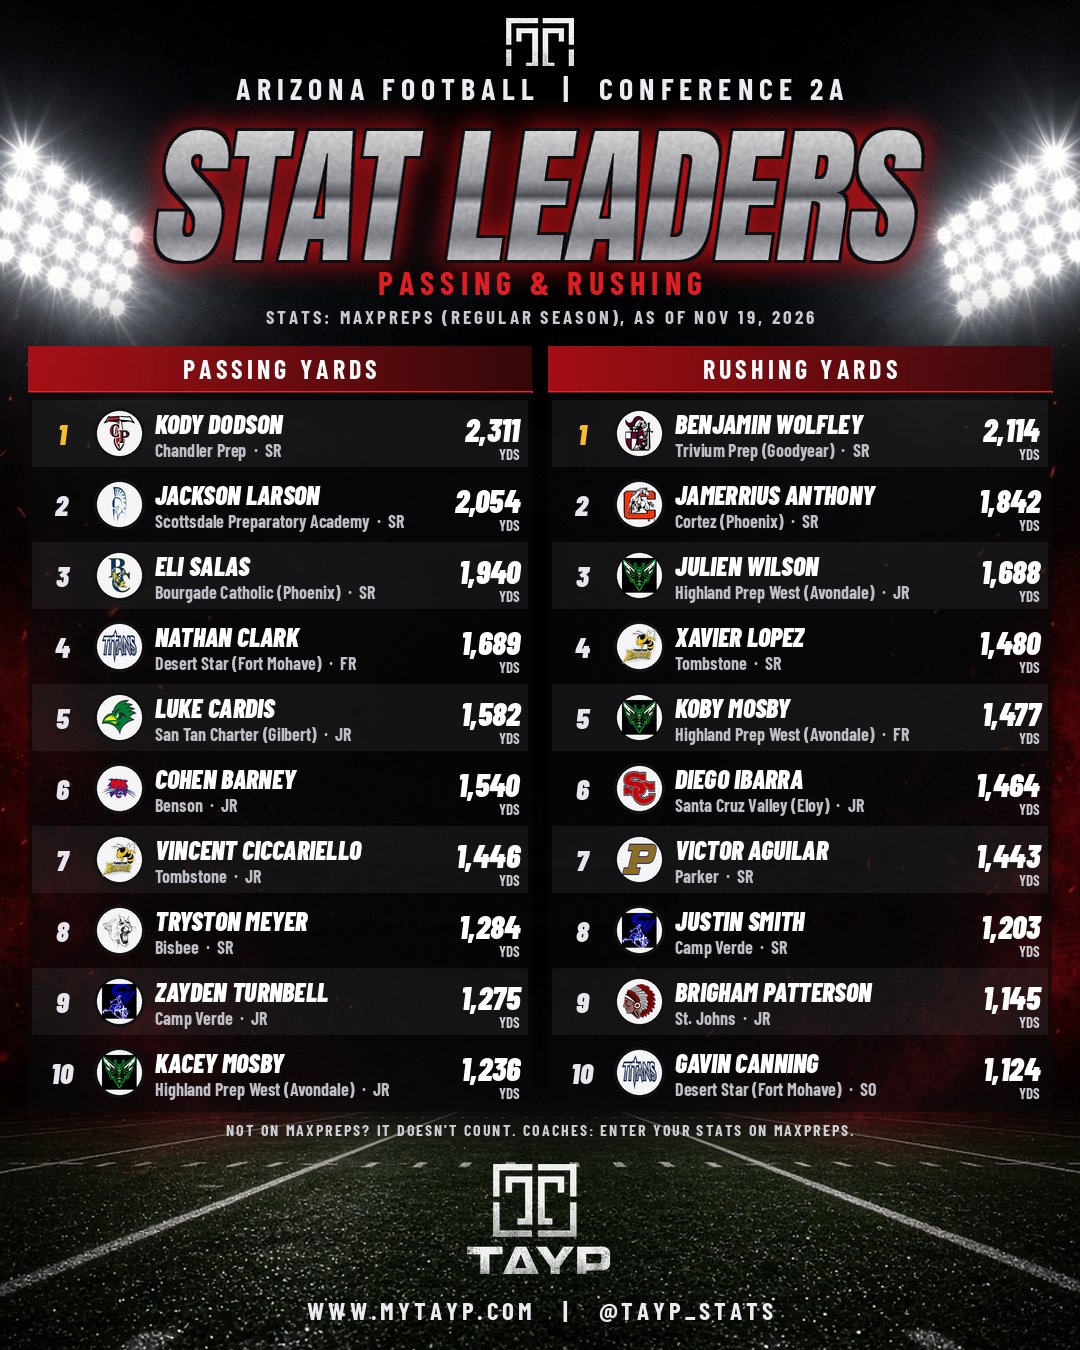 ARIZONA FOOTBALL | CONFERENCE 2A
STAT LEADERS
PASSING & RUSHING
STATS: MAXPREPS (REGULAR SEASON), AS OF NOV 19, 2026
PASSING YARDS
1 KODY DODSON 2,311
Chandler Prep · SR YDS
2 JACKSON LARSON 2,054
Scottsdale Preparatory Academy · SR YDS
3 ELI SALAS 1,940
Bourgade Catholic (Phoenix) · SR YDS
4 NATHAN CLARK 1,689
Desert Star (Fort Mohave) · FR YDS
5 LUKE CARDIS 1,582
San Tan Charter (Gilbert) · JR YDS
6 COHEN BARNEY 1,540
Benson · JR YDS
7 VINCENT CICCARIELLO 1,446
Tombstone · JR YDS
8 TRYSTON MEYER 1,284
Bisbee · SR YDS
9 ZAYDEN TURNBELL 1,275
Camp Verde · JR YDS
10 KACEY MOSBY 1,236
Highland Prep West (Avondale) · JR YDS
RUSHING YARDS
1 BENJAMIN WOLFLEY 2,114
Trivium Prep (Goodyear) · SR YDS
2 JAMERRIUS ANTHONY 1,842
Cortez (Phoenix) · SR YDS
3 JULIEN WILSON 1,688
Highland Prep West (Avondale) · JR YDS
4 XAVIER LOPEZ 1,480
Tombstone · SR YDS
5 KOBY MOSBY 1,477
Highland Prep West (Avondale) · FR YDS
6 DIEGO IBARRA 1,464
Santa Cruz Valley (Eloy) · JR YDS
7 VICTOR AGUILAR 1,443
Parker · SR YDS
8 JUSTIN SMITH 1,203
Camp Verde · SR YDS
9 BRIGHAM PATTERSON 1,145
St. Johns · JR YDS
10 GAVIN CANNING 1,124
Desert Star (Fort Mohave) · SO YDS
NOT ON MAXPREPS? IT DOESN'T COUNT. COACHES: ENTER YOUR STATS ON MAXPREPS.
TAYP
WWW.MYTAYP.COM | @TAYP_STATS